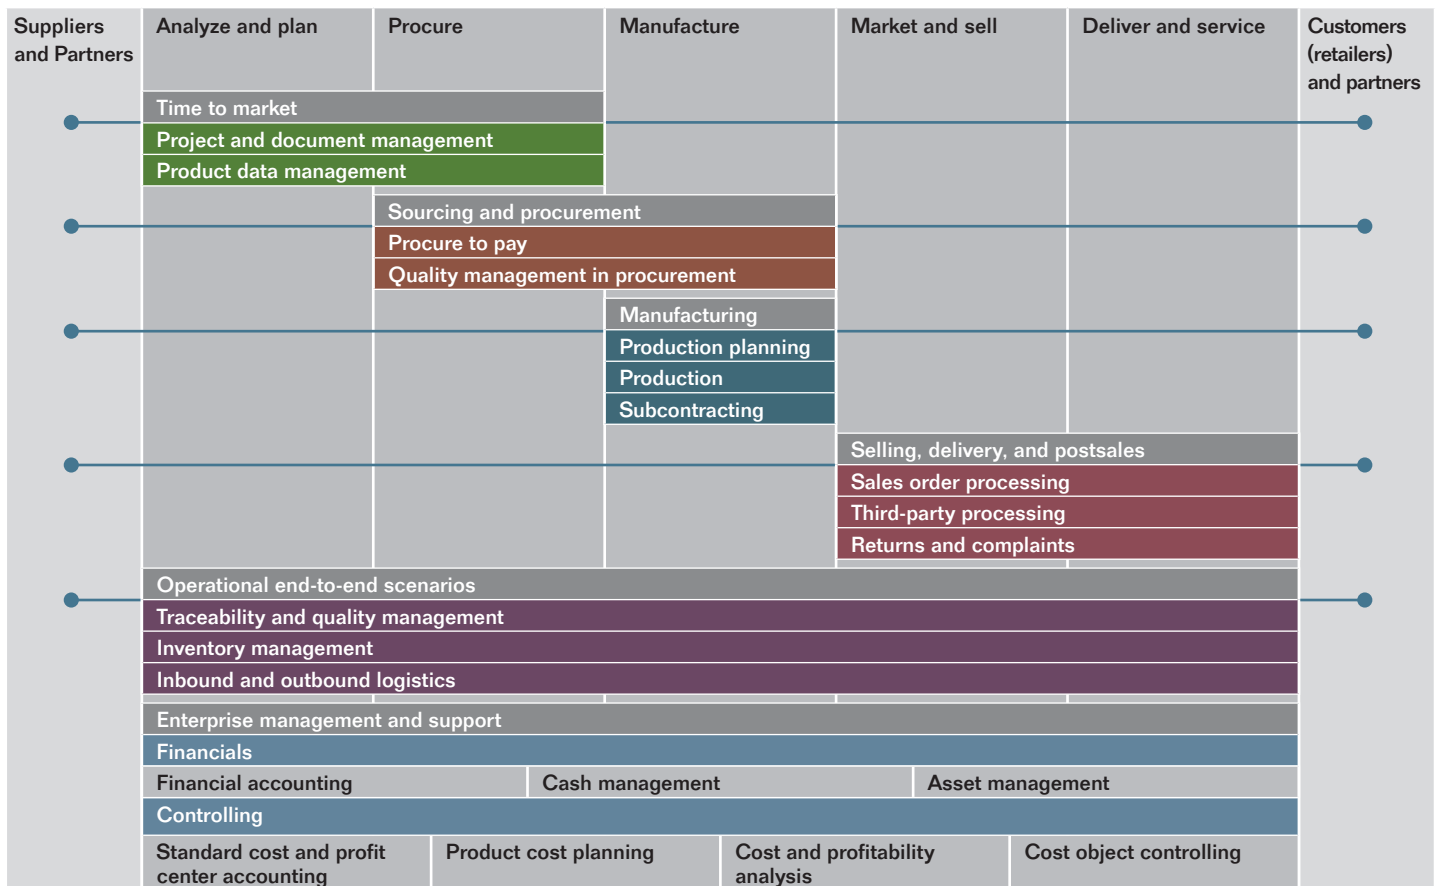 Suppliers
and Partners
Analyze and plan
Procure
Manufacture
Market and sell
Deliver and service
Customers
(retailers)
and partners
Time to market
Project and document management
Product data management
Sourcing and procurement
Procure to pay
Quality management in procurement
Manufacturing
Production planning
Production
Subcontracting
Selling, delivery, and postsales
Sales order processing
Third-party processing
Returns and complaints
Operational end-to-end scenarios
Traceability and quality management
Inventory management
Inbound and outbound logistics
Enterprise management and support
Financials
Financial accounting
Cash management
Asset management
Controlling
Standard cost and profit
center accounting
Product cost planning
Cost and profitability
analysis
Cost object controlling